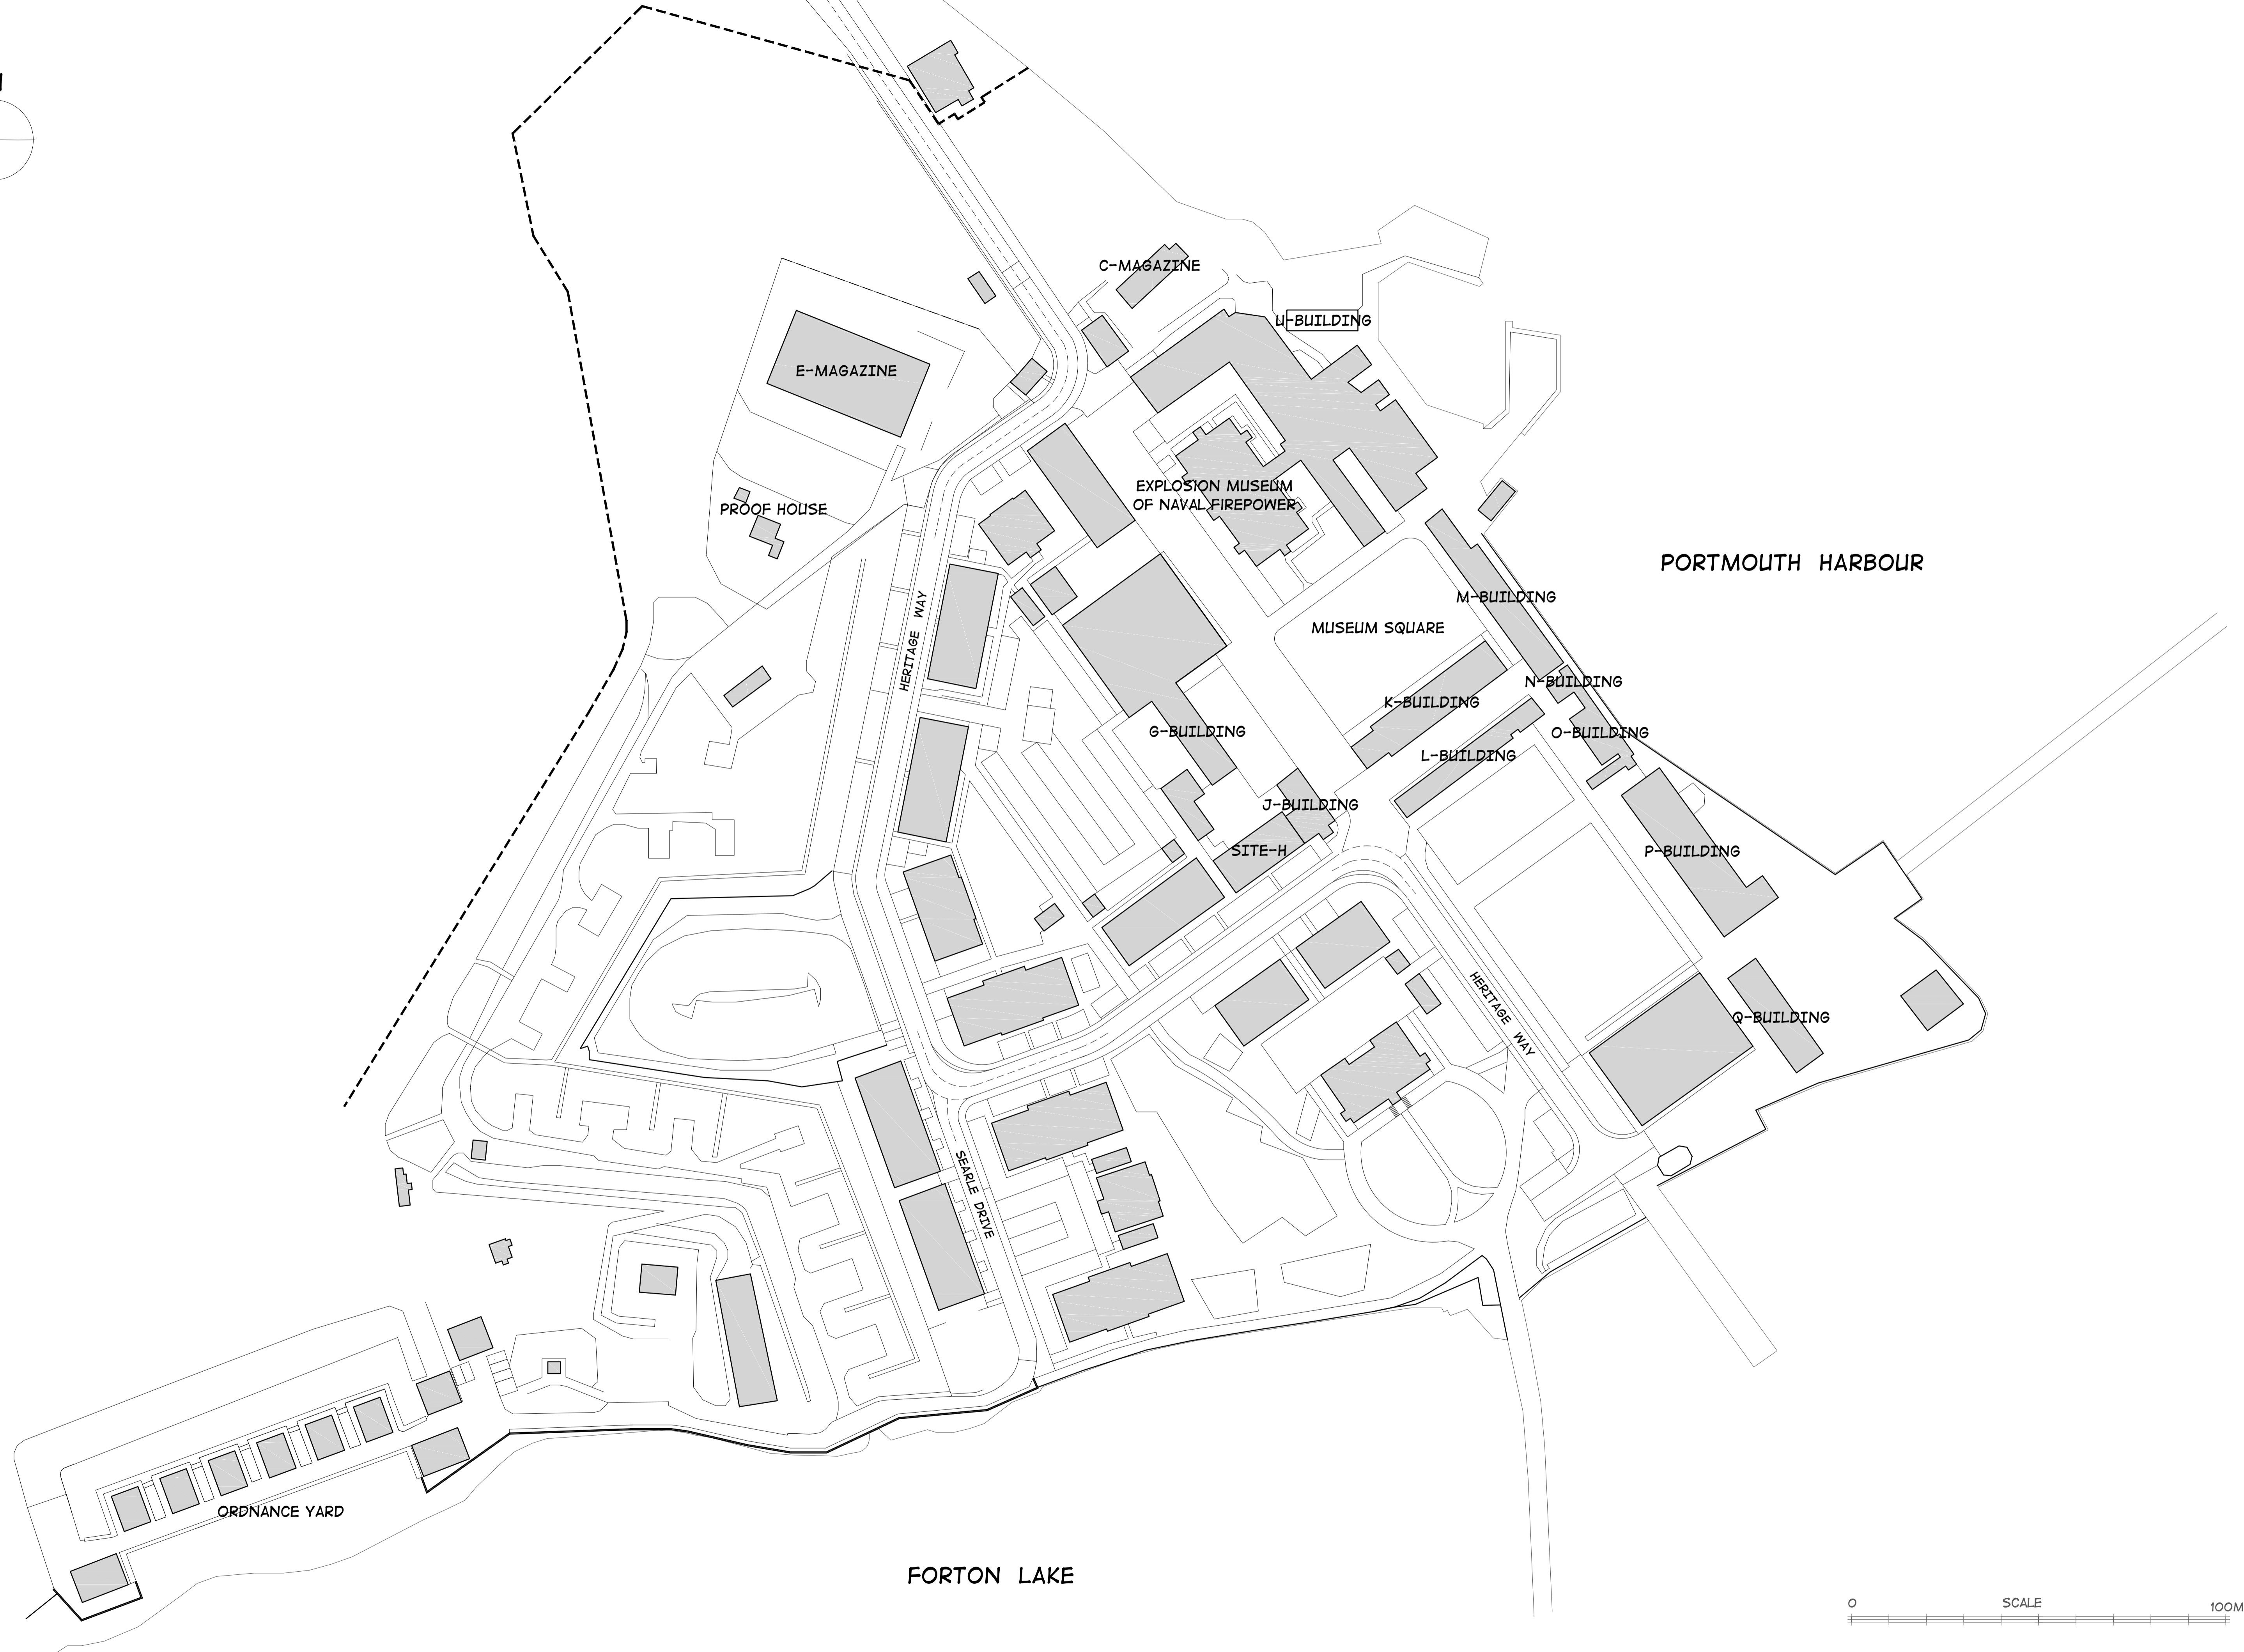 C-MAGAZINE
U-BUILDING
E-MAGAZINE
EXPLOSION MUSEUM
OF NAVAL FIREPOWER
PROOF HOUSE
PORTMOUTH HARBOUR
M-BUILDING
MUSEUM SQUARE
HERITAGE WAY
N-BUILDING
K-BUILDING
G-BUILDING
O-BUILDING
L-BUILDING
J-BUILDING
SITE-H
P-BUILDING
HERITAGE WAY
Q-BUILDING
SEARLE DRIVE
ORDNANCE YARD
FORTON LAKE
0 SCALE 100M